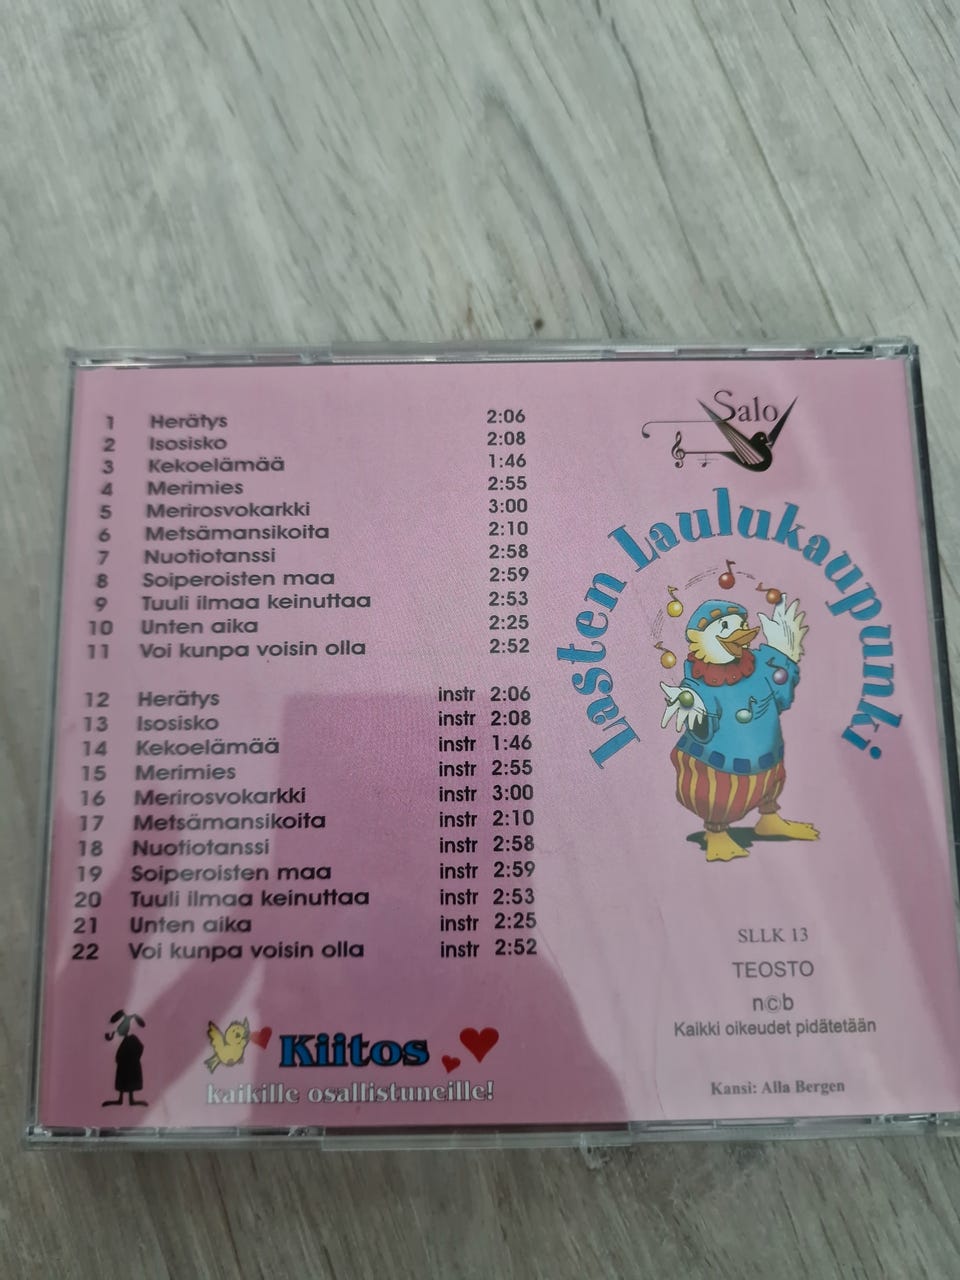 1 Herätys 2:06
2 Isosisko 2:08
3 Kekoelämää 1:46
4 Merimies 2:55
5 Merirosvokarkki 3:00
6 Metsämansikoita 2:10
7 Nuotiotanssi 2:58
8 Soiperoisten maa 2:59
9 Tuuli ilmaa keinuttaa 2:53
10 Unten aika 2:25
11 Voi kunpa voisin olla 2:52
12 Herätys instr 2:06
13 Isosisko instr 2:08
14 Kekoelämää instr 1:46
15 Merimies instr 2:55
16 Merirosvokarkki instr 3:00
17 Metsämansikoita instr 2:10
18 Nuotiotanssi instr 2:58
19 Soiperoisten maa instr 2:59
20 Tuuli ilmaa keinuttaa instr 2:53
21 Unten aika instr 2:25
22 Voi kunpa voisin olla instr 2:52
Kiitos
kaikille osallistuneille!
Salo
Lasten Laulukaupunki
SLLK 13
TEOSTO
n©b
Kaikki oikeudet pidätetään
Kansi: Alla Bergen